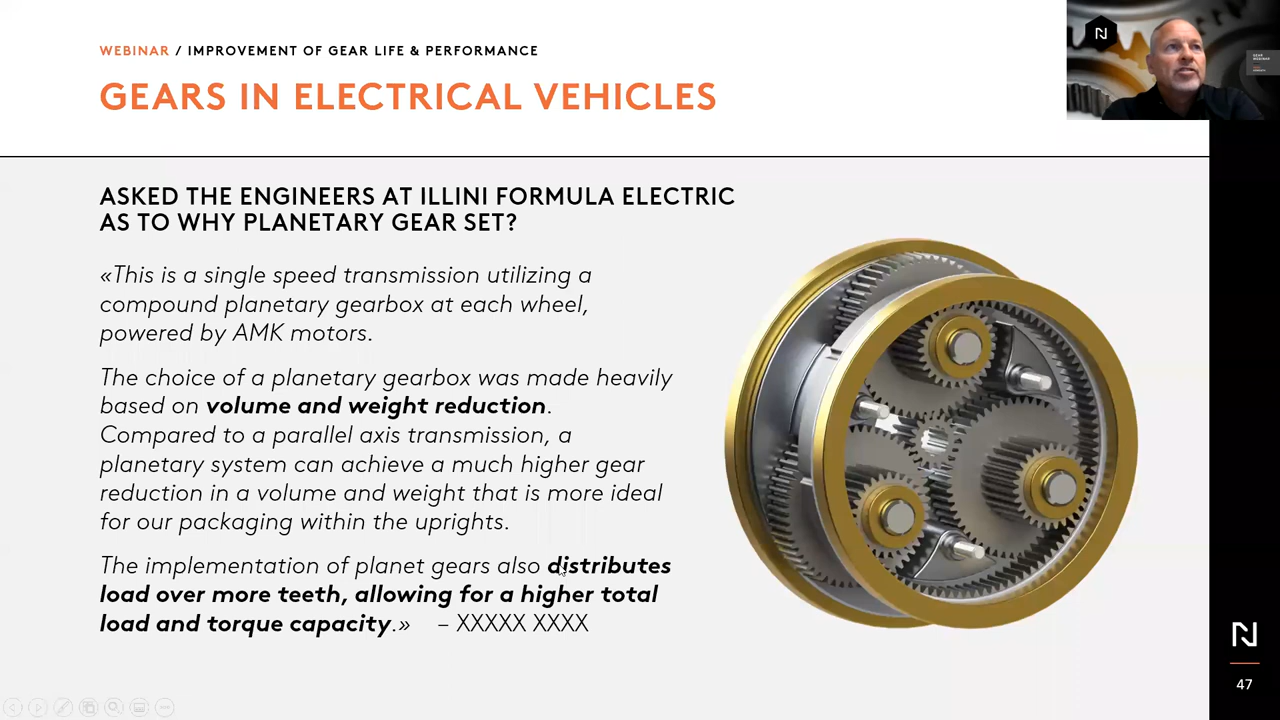 WEBINAR / IMPROVEMENT OF GEAR LIFE & PERFORMANCE
GEARS IN ELECTRICAL VEHICLES
ASKED THE ENGINEERS AT ILLINI FORMULA ELECTRIC
AS TO WHY PLANETARY GEAR SET?
«This is a single speed transmission utilizing a
compound planetary gearbox at each wheel,
powered by AMK motors.
The choice of a planetary gearbox was made heavily
based on volume and weight reduction.
Compared to a parallel axis transmission, a
planetary system can achieve a much higher gear
reduction in a volume and weight that is more ideal
for our packaging within the uprights.
The implementation of planet gears also distributes
load over more teeth, allowing for a higher total
load and torque capacity.» – XXXXX XXXX
47